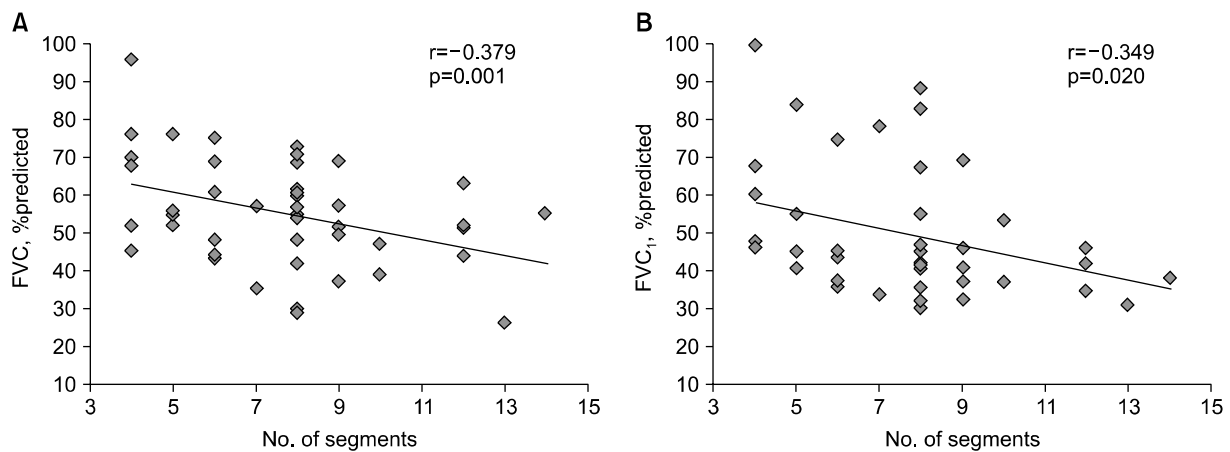 A
r=−0.379
p=0.001
100
90
80
70
60
50
40
30
20
10
FVC, %predicted
3 5 7 9 11 13 15
No. of segments
B
r=−0.349
p=0.020
100
90
80
70
60
50
40
30
20
10
FVC₁, %predicted
3 5 7 9 11 13 15
No. of segments